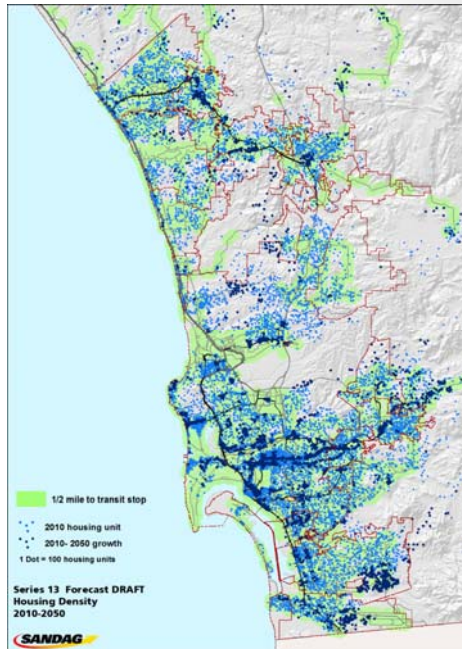 1/2 mile to transit stop
2010 housing unit
2010- 2050 growth
1 Dot = 100 housing units
Series 13 Forecast DRAFT
Housing Density
2010-2050
SANDAG